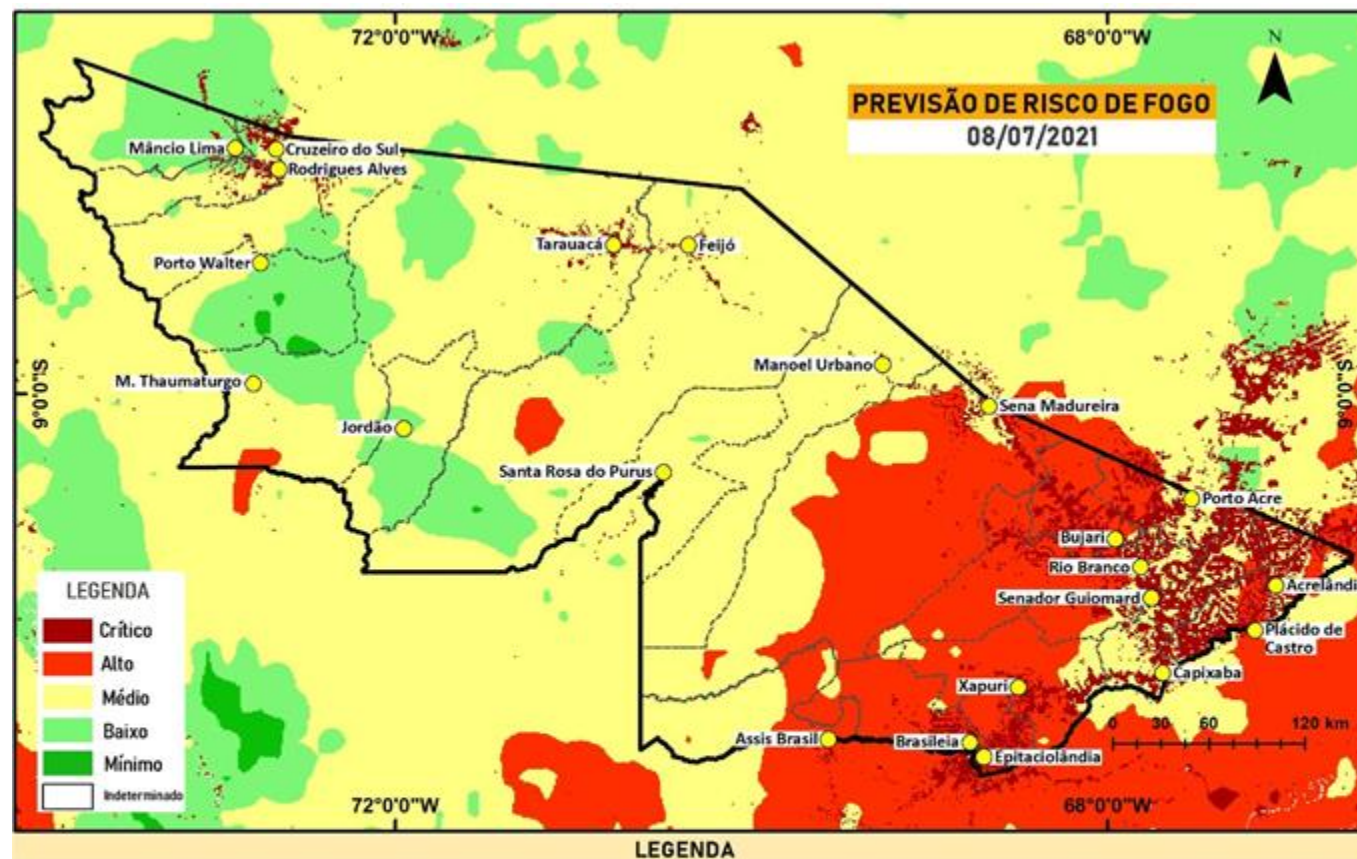 72°0'0"W
68°0'0"W
N
PREVISÃO DE RISCO DE FOGO
08/07/2021
Mâncio Lima
Cruzeiro do Sul
Rodrigues Alves
Tarauacá
Feijó
Porto Walter
Manoel Urbano
M. Thaumaturgo
9°0'0"S
9°0'0"S
Sena Madureira
Jordão
Santa Rosa do Purus
Porto Acre
Bujari
Rio Branco
Acrelândi
Senador Guiomard
Plácido de
Castro
Capixaba
Xapuri
0 30 60 120 km
Assis Brasil
Brasileia
Epitaciolândia
LEGENDA
Crítico
Alto
Médio
Baixo
Mínimo
Indeterminado
72°0'0"W
68°0'0"W
LEGENDA